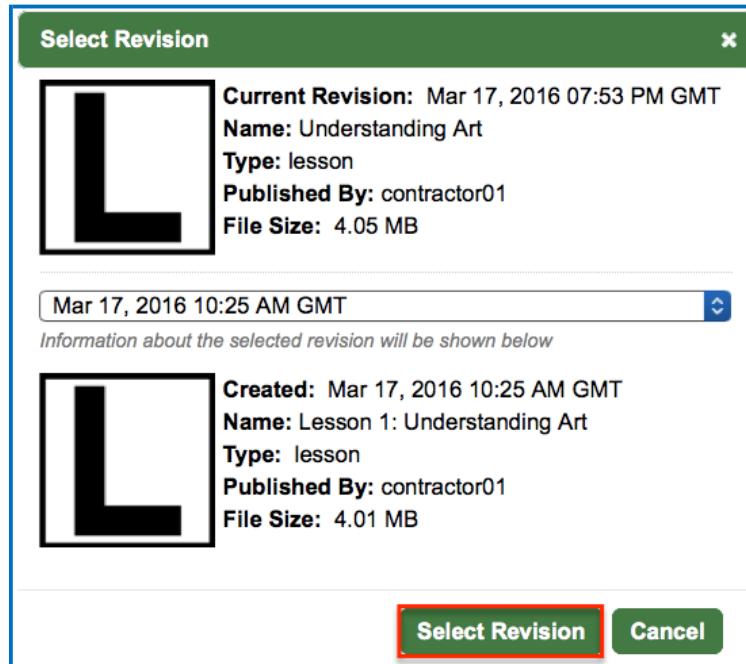 Select Revision ×
L
Current Revision: Mar 17, 2016 07:53 PM GMT
Name: Understanding Art
Type: lesson
Published By: contractor01
File Size: 4.05 MB
Mar 17, 2016 10:25 AM GMT
Information about the selected revision will be shown below
L
Created: Mar 17, 2016 10:25 AM GMT
Name: Lesson 1: Understanding Art
Type: lesson
Published By: contractor01
File Size: 4.01 MB
Select Revision Cancel